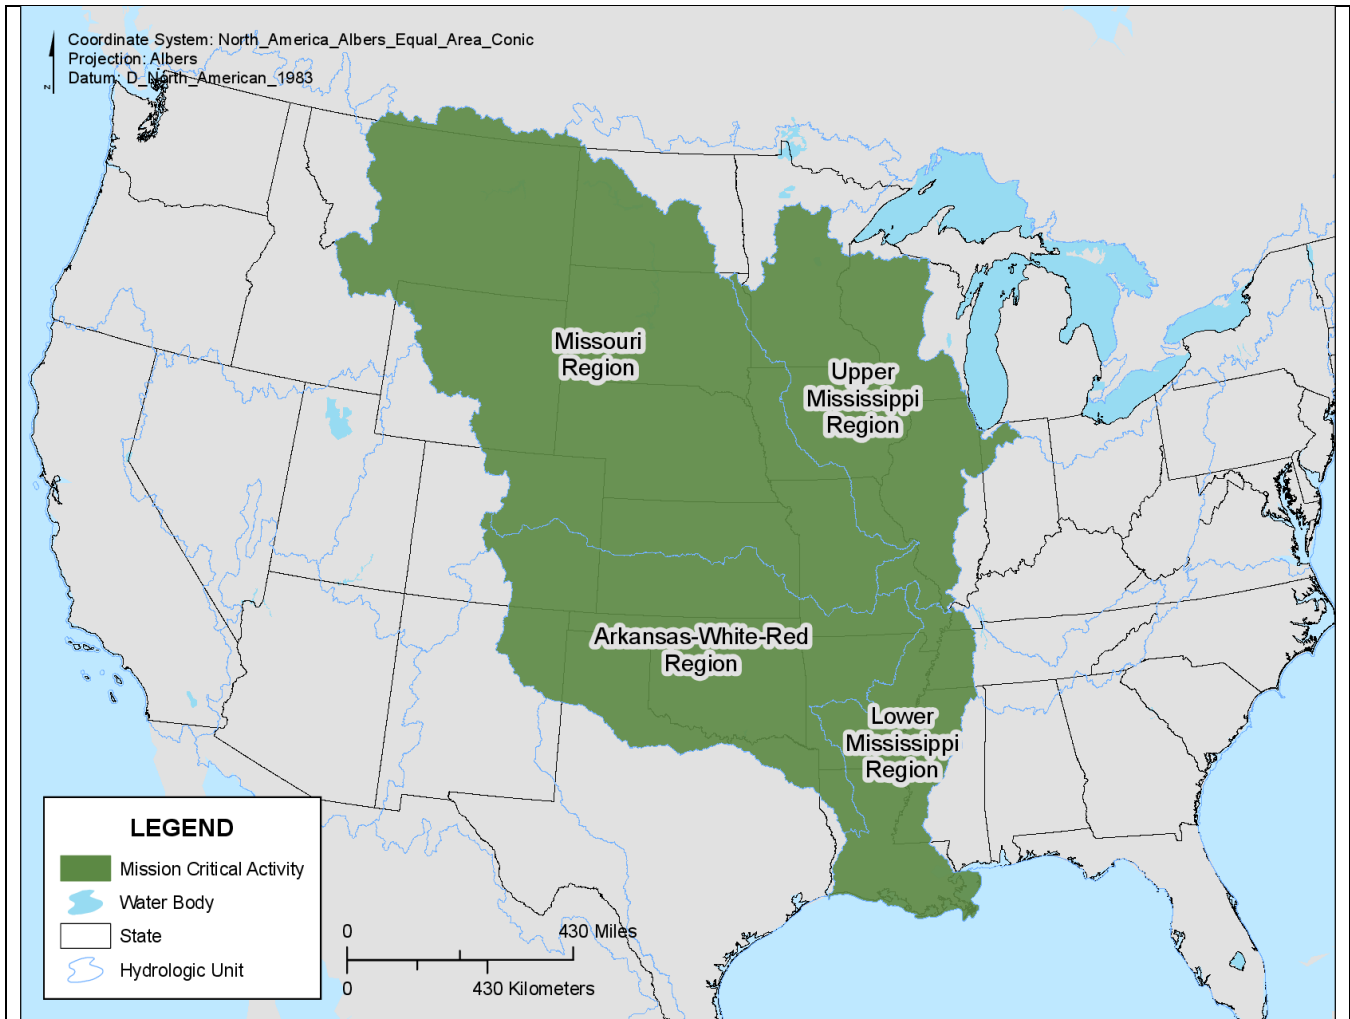 Coordinate System: North_America_Albers_Equal_Area_Conic
Projection: Albers
Datum: D_North_American_1983
N
Missouri
Region
Upper
Mississippi
Region
Arkansas-White-Red
Region
Lower
Mississippi
Region
LEGEND
Mission Critical Activity
Water Body
State
Hydrologic Unit
0 430 Miles
0 430 Kilometers